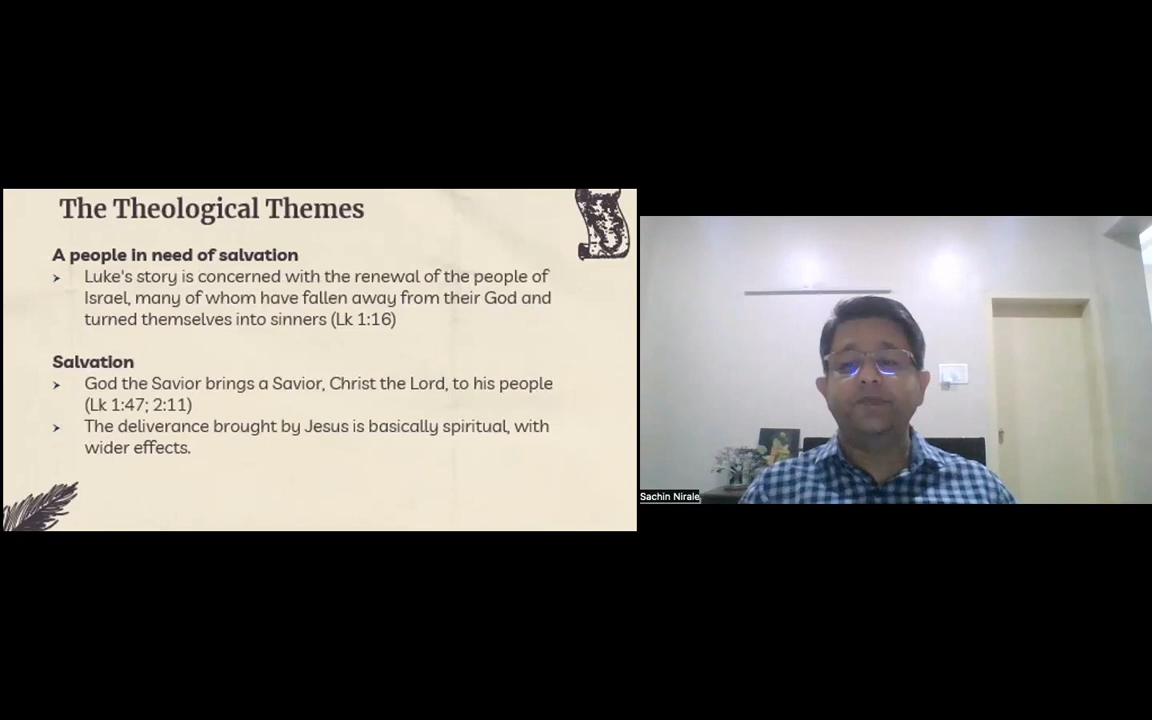 The Theological Themes
A people in need of salvation
➤ Luke's story is concerned with the renewal of the people of
Israel, many of whom have fallen away from their God and
turned themselves into sinners (Lk 1:16)
Salvation
➤ God the Savior brings a Savior, Christ the Lord, to his people
(Lk 1:47; 2:11)
➤ The deliverance brought by Jesus is basically spiritual, with
wider effects.
Sachin Nirale